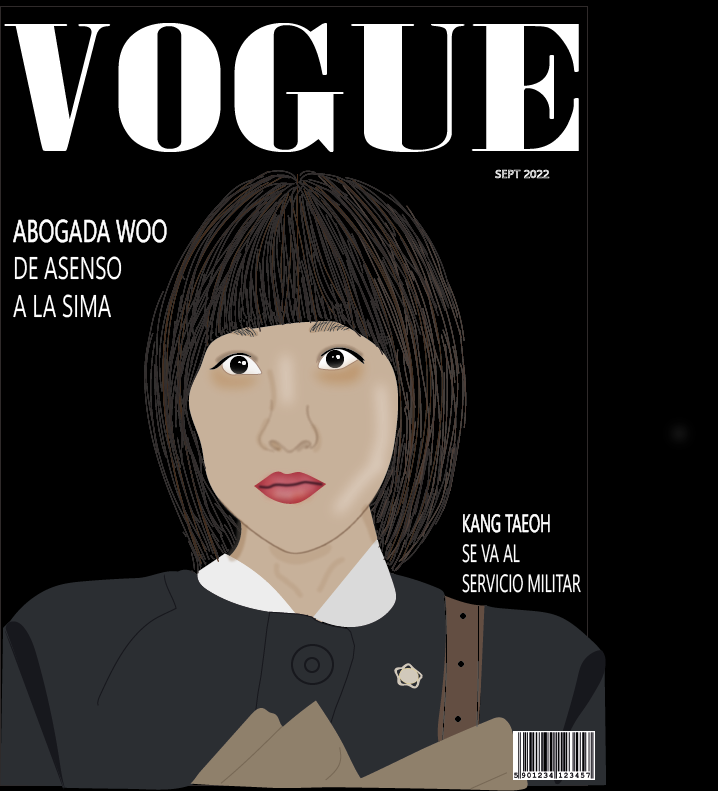 VOGUE
SEPT 2022
ABOGADA WOO
DE ASENSO
A LA SIMA
KANG TAEOH
SE VA AL
SERVICIO MILITAR
5 901234 123457